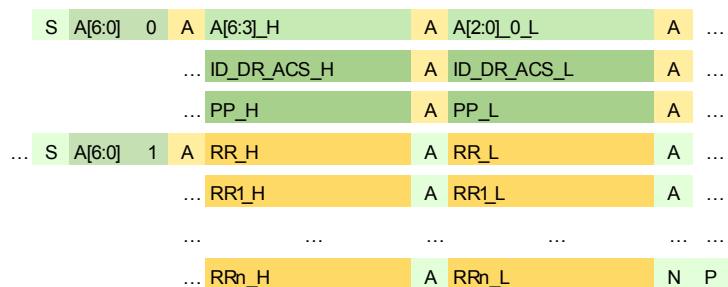 S A[6:0] 0 A A[6:3]_H A A[2:0]_0_L A …
… ID_DR_ACS_H A ID_DR_ACS_L A …
… PP_H A PP_L A …
… S A[6:0] 1 A RR_H A RR_L A …
… RR1_H A RR1_L A …
… … … … … …
… RRn_H A RRn_L N P